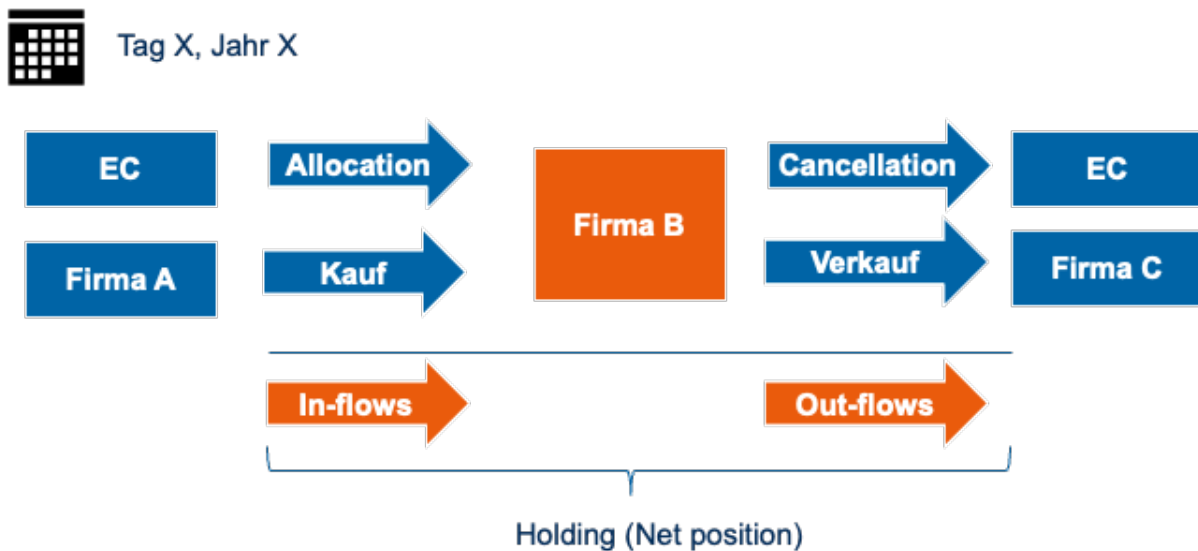 Tag X, Jahr X
EC
Allocation
Firma B
Cancellation
EC
Firma A
Kauf
Verkauf
Firma C
In-flows
Out-flows
Holding (Net position)